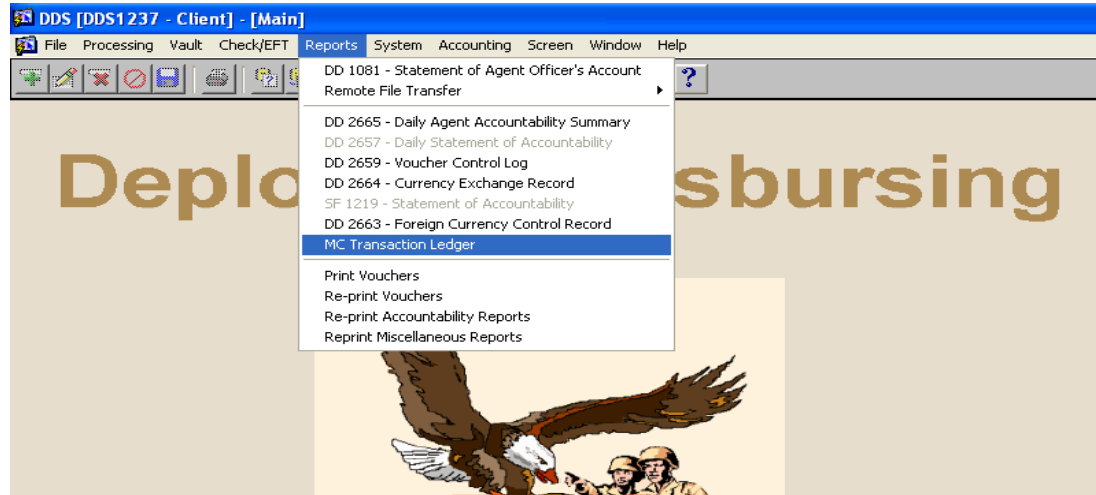 DDS [DDS1237 - Client] - [Main]
File Processing Vault Check/EFT Reports System Accounting Screen Window Help
?
DD 1081 - Statement of Agent Officer's Account
Remote File Transfer
DD 2665 - Daily Agent Accountability Summary
DD 2657 - Daily Statement of Accountability
DD 2659 - Voucher Control Log
DD 2664 - Currency Exchange Record
SF 1219 - Statement of Accountability
DD 2663 - Foreign Currency Control Record
MC Transaction Ledger
Print Vouchers
Re-print Vouchers
Re-print Accountability Reports
Reprint Miscellaneous Reports
Deplo sbursing